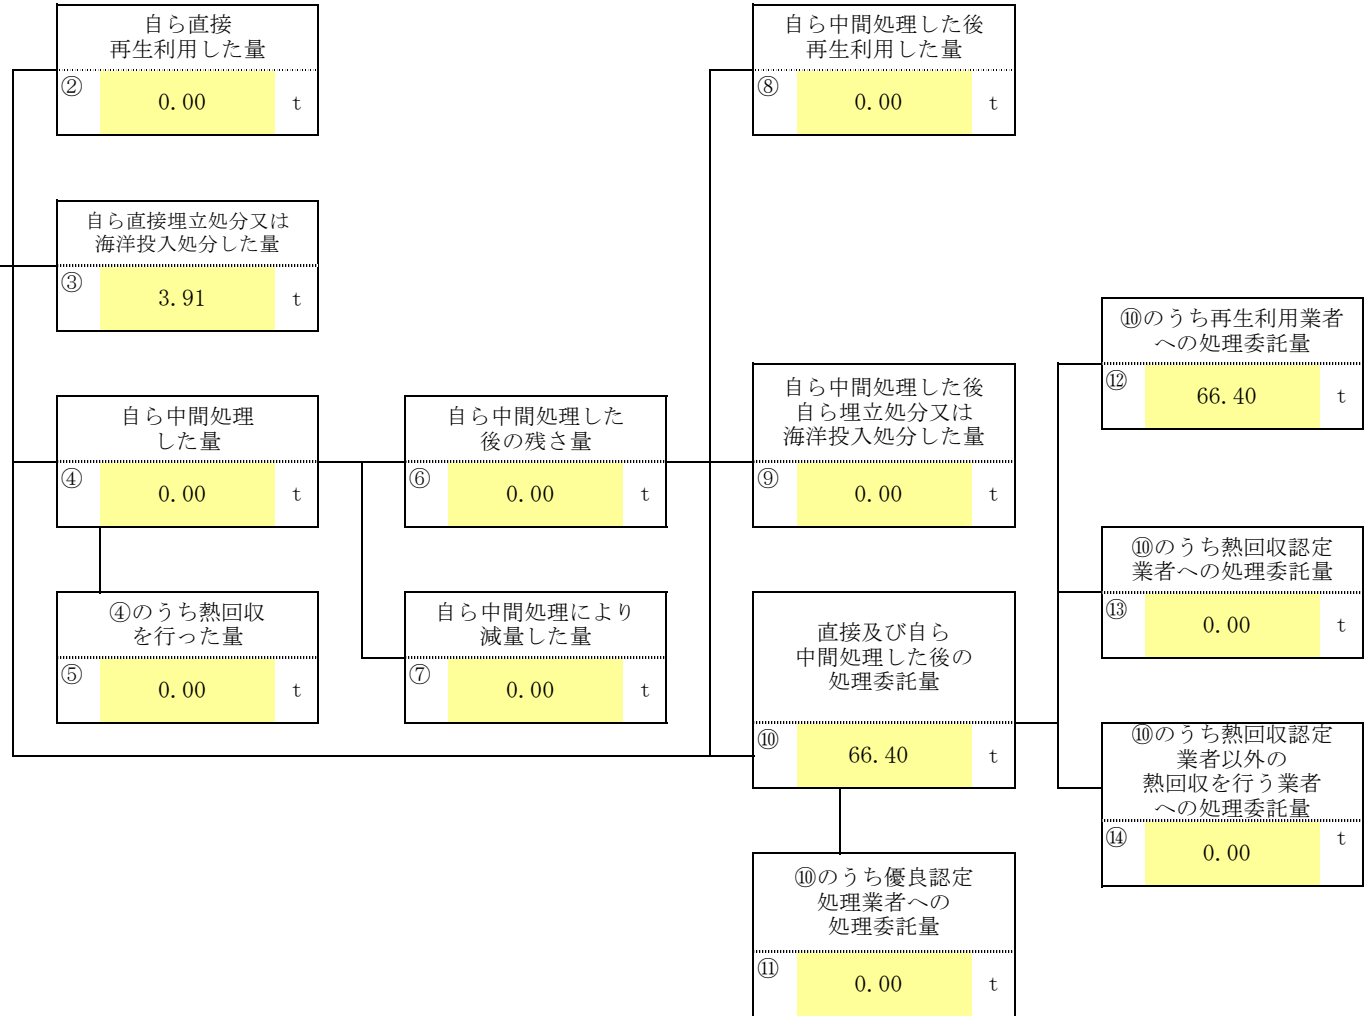 自ら直接
再生利用した量
② 0.00 t
自ら直接埋立処分又は
海洋投入処分した量
③ 3.91 t
自ら中間処理
した量
④ 0.00 t
④のうち熱回収
を行った量
⑤ 0.00 t
自ら中間処理した
後の残さ量
⑥ 0.00 t
自ら中間処理により
減量した量
⑦ 0.00 t
自ら中間処理した後
再生利用した量
⑧ 0.00 t
自ら中間処理した後
自ら埋立処分又は
海洋投入処分した量
⑨ 0.00 t
直接及び自ら
中間処理した後の
処理委託量
⑩ 66.40 t
⑩のうち優良認定
処理業者への
処理委託量
⑪ 0.00 t
⑩のうち再生利用業者
への処理委託量
⑫ 66.40 t
⑩のうち熱回収認定
業者への処理委託量
⑬ 0.00 t
⑩のうち熱回収認定
業者以外の
熱回収を行う業者
への処理委託量
⑭ 0.00 t